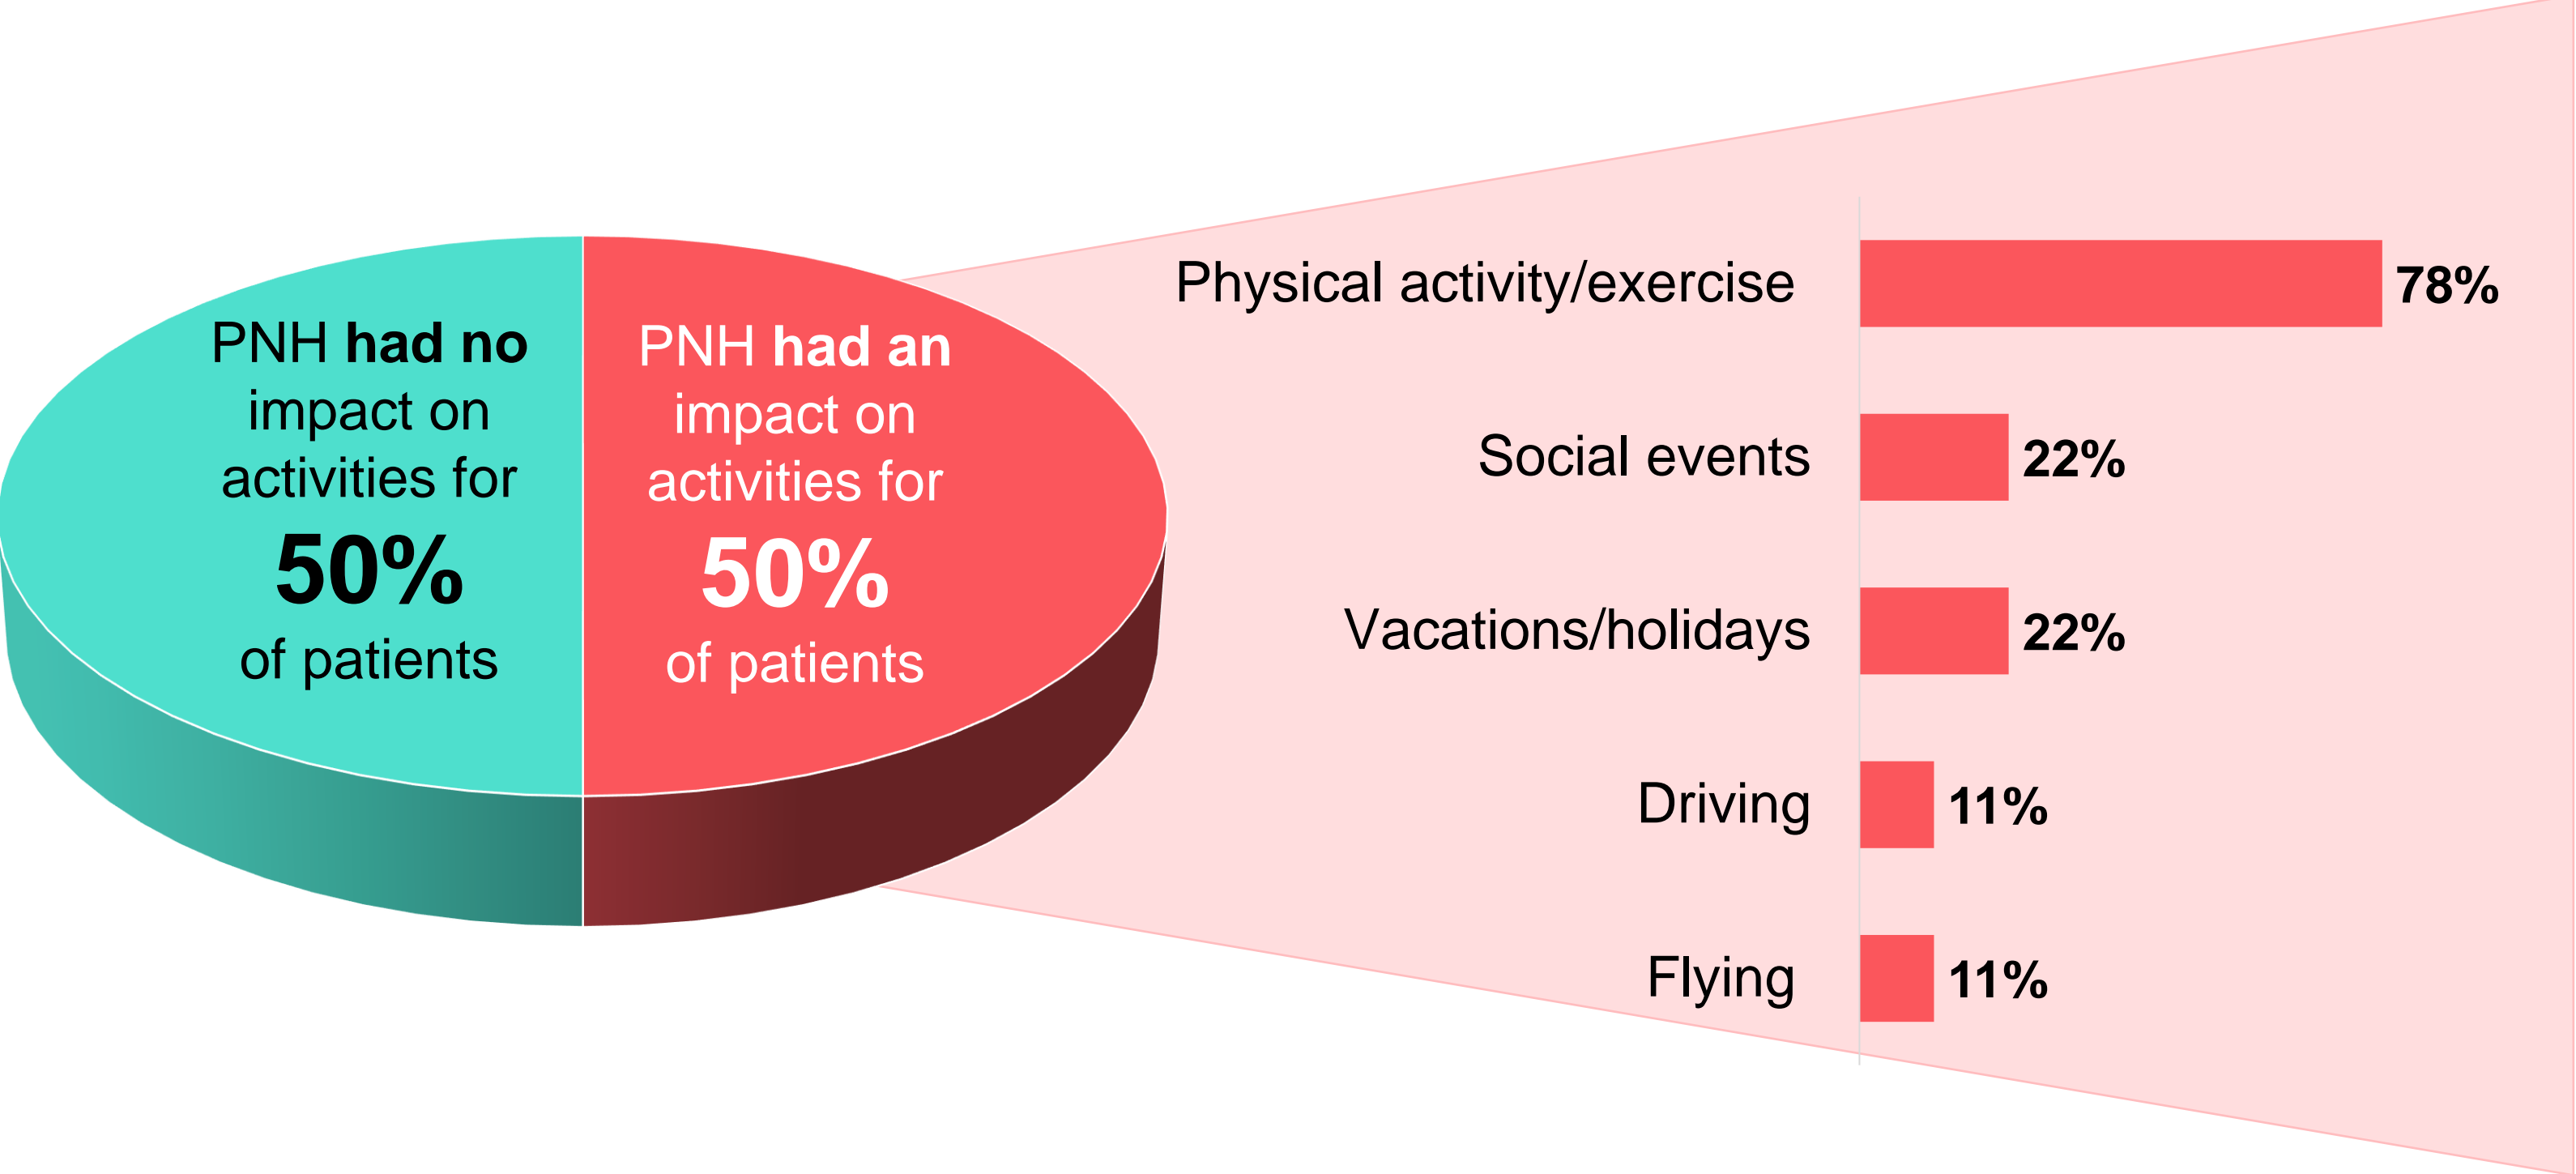 PNH had no
impact on
activities for
50%
of patients
PNH had an
impact on
activities for
50%
of patients
Physical activity/exercise 78%
Social events 22%
Vacations/holidays 22%
Driving 11%
Flying 11%